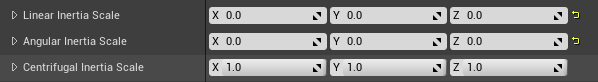 Linear Inertia Scale X 0.0 Y 0.0 Z 0.0
Angular Inertia Scale X 0.0 Y 0.0 Z 0.0
Centrifugal Inertia Scale X 1.0 Y 1.0 Z 1.0